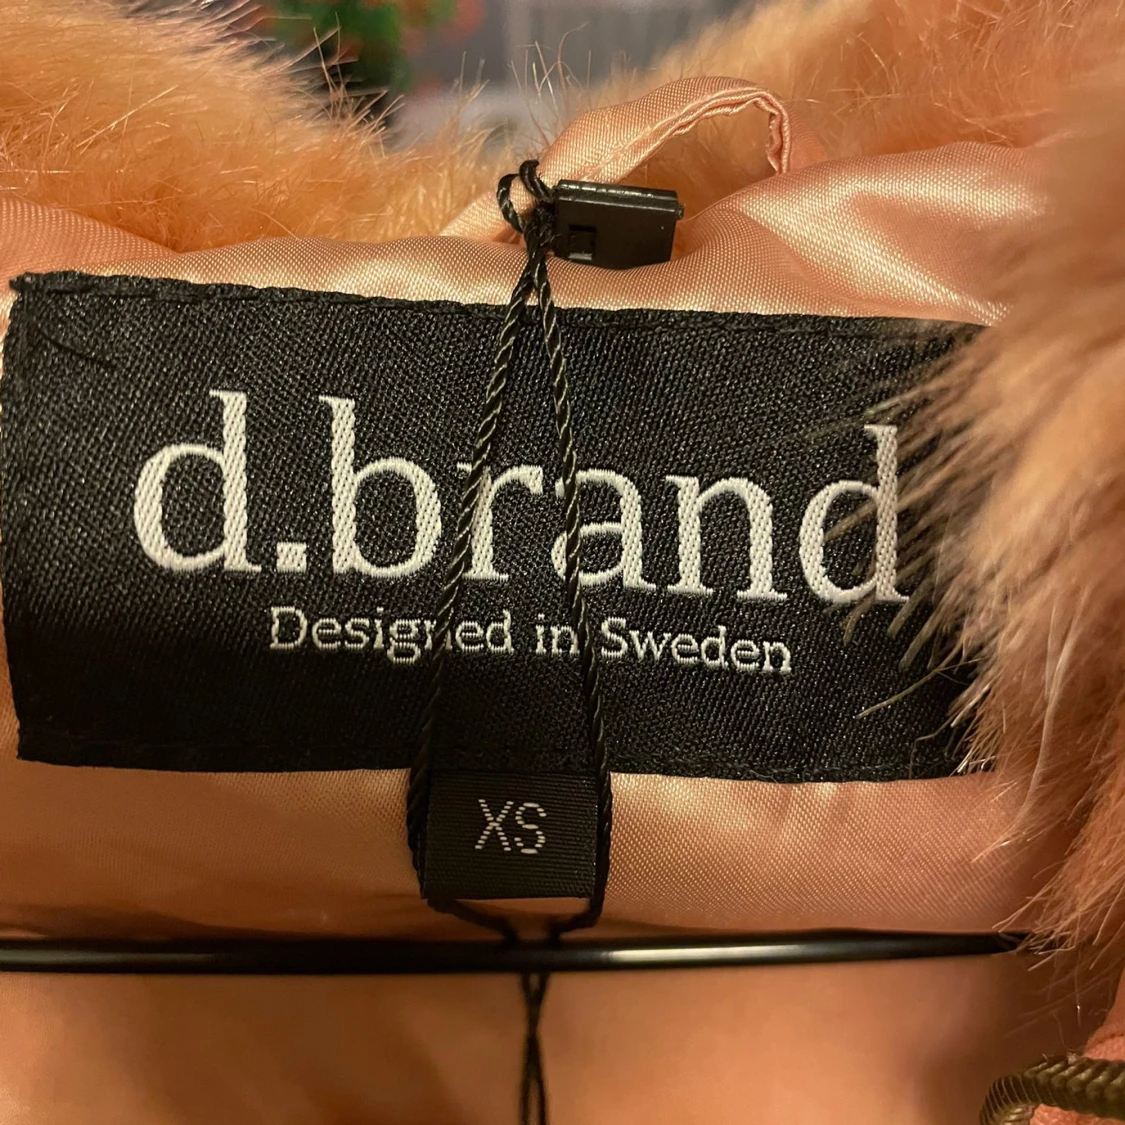 d.brand
Designed in Sweden
XS